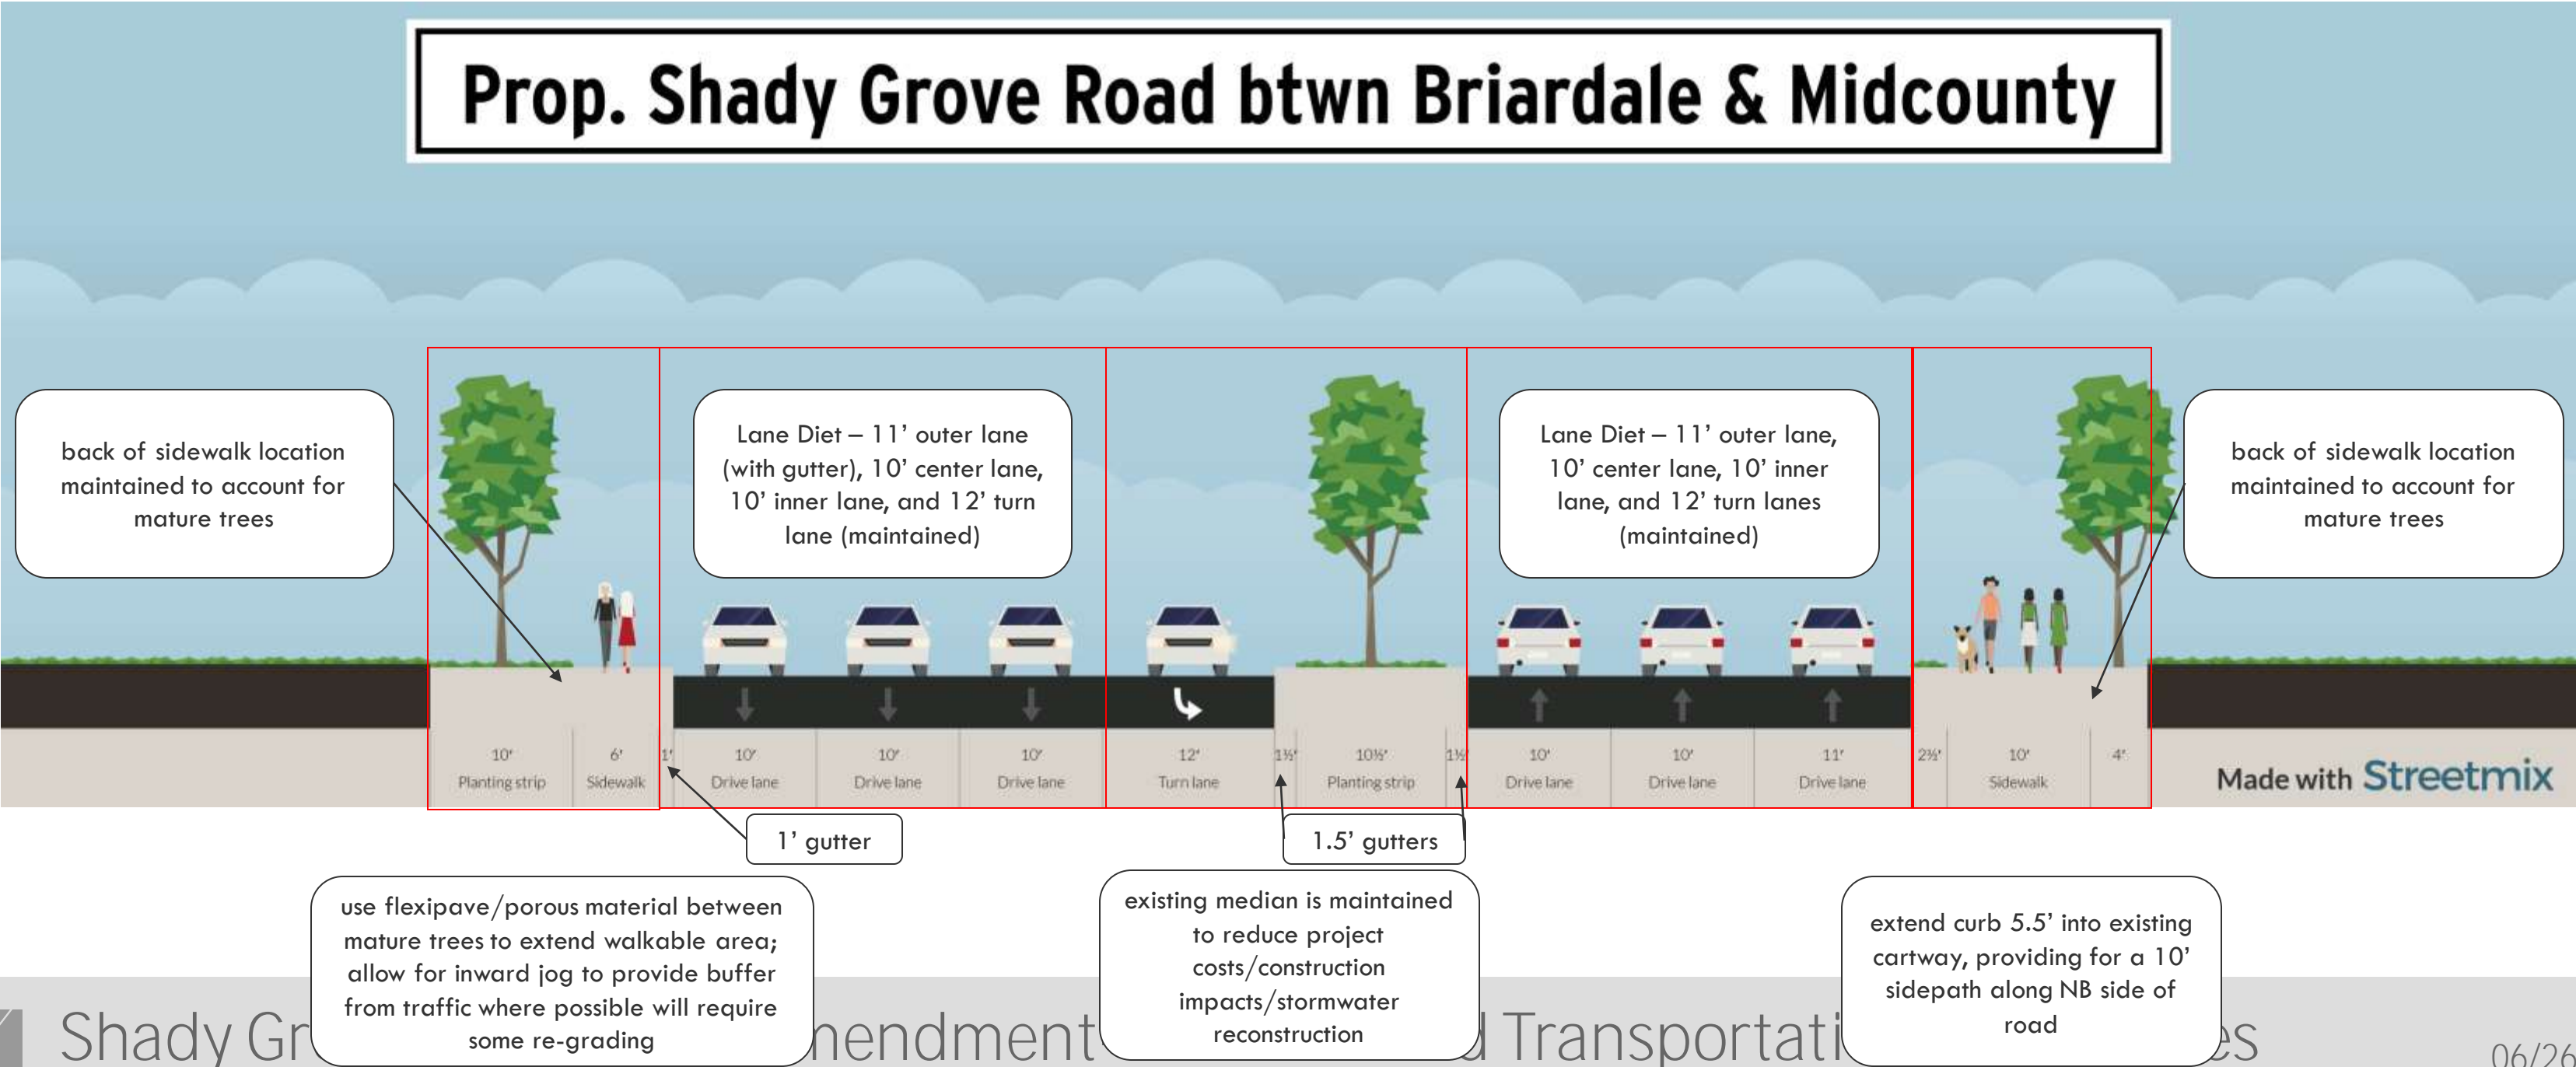 Prop. Shady Grove Road btwn Briardale & Midcounty
back of sidewalk location
maintained to account for
mature trees
Lane Diet – 11’ outer lane
(with gutter), 10’ center lane,
10’ inner lane, and 12’ turn
lane (maintained)
Lane Diet – 11’ outer lane,
10’ center lane, 10’ inner
lane, and 12’ turn lanes
(maintained)
back of sidewalk location
maintained to account for
mature trees
10'
Planting strip
6'
Sidewalk
1'
10'
Drive lane
10'
Drive lane
10'
Drive lane
12'
Turn lane
1½'
10½'
Planting strip
1½'
10'
Drive lane
10'
Drive lane
11'
Drive lane
2½'
10'
Sidewalk
4'
Made with Streetmix
1’ gutter
1.5’ gutters
use flexipave/porous material between
mature trees to extend walkable area;
allow for inward jog to provide buffer
from traffic where possible will require
some re-grading
existing median is maintained
to reduce project
costs/construction
impacts/stormwater
reconstruction
extend curb 5.5’ into existing
cartway, providing for a 10’
sidepath along NB side of
road
Shady Gr mendment d Transportati es
06/26